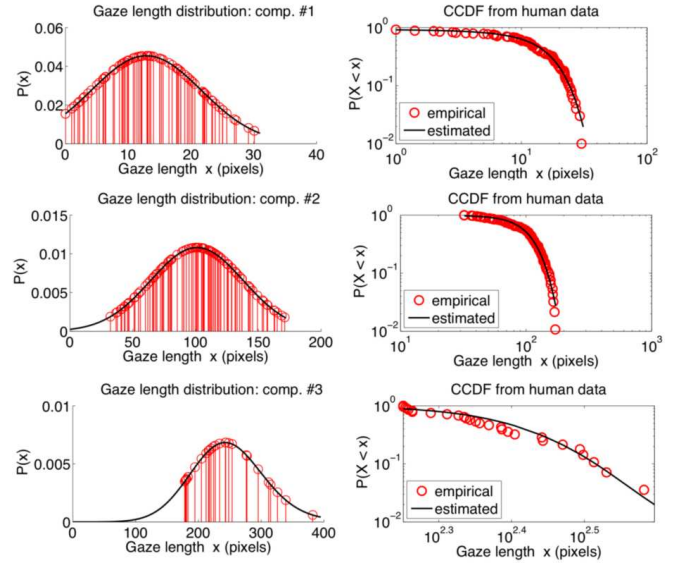 Gaze length distribution: comp. #1
P(x)
0.06
0.04
0.02
0
0 10 20 30 40
Gaze length x (pixels)
CCDF from human data
P(X < x)
10^0
10^-1
10^-2
empirical
estimated
10^0 10^1 10^2
Gaze length x (pixels)
Gaze length distribution: comp. #2
P(x)
0.015
0.01
0.005
0
0 50 100 150 200
Gaze length x (pixels)
CCDF from human data
P(X < x)
10^0
10^-1
10^-2
empirical
estimated
10^1 10^2 10^3
Gaze length x (pixels)
Gaze length distribution: comp. #3
P(x)
0.01
0.005
0
0 100 200 300 400
Gaze length x (pixels)
CCDF from human data
P(X < x)
10^0
10^-1
10^-2
empirical
estimated
10^2.3 10^2.4 10^2.5
Gaze length x (pixels)